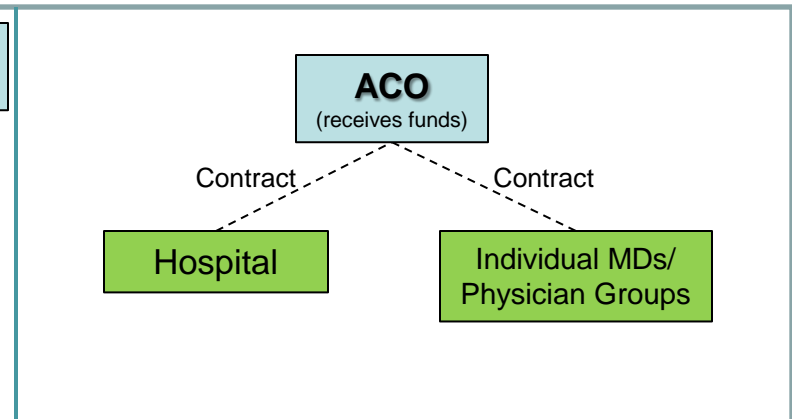 ACO
(receives funds)
Contract
Contract
Hospital
Individual MDs/
Physician Groups